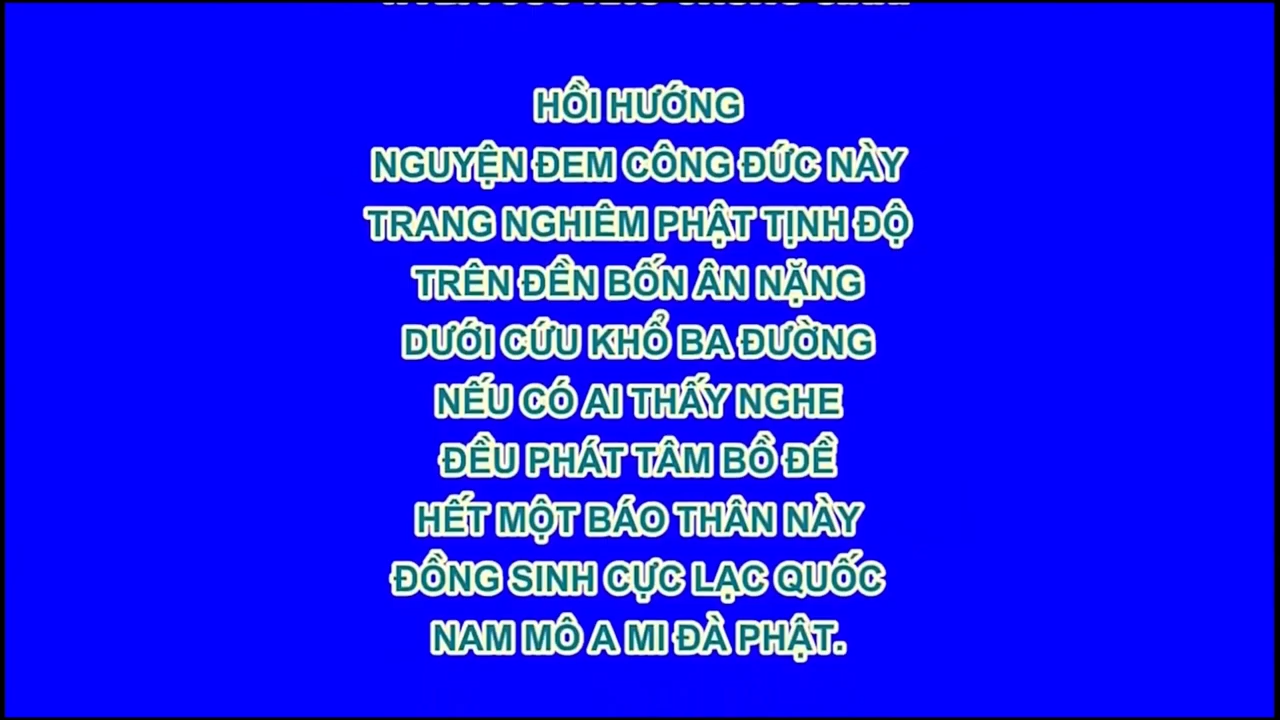 HỒI HƯỚNG
NGUYỆN ĐEM CÔNG ĐỨC NÀY
TRANG NGHIÊM PHẬT TỊNH ĐỘ
TRÊN ĐỀN BỐN ÂN NẶNG
DƯỚI CỨU KHỔ BA ĐƯỜNG
NẾU CÓ AI THẤY NGHE
ĐỀU PHÁT TÂM BỒ ĐỀ
HẾT MỘT BÁO THÂN NÀY
ĐỒNG SINH CỰC LẠC QUỐC
NAM MÔ A MI ĐÀ PHẬT.